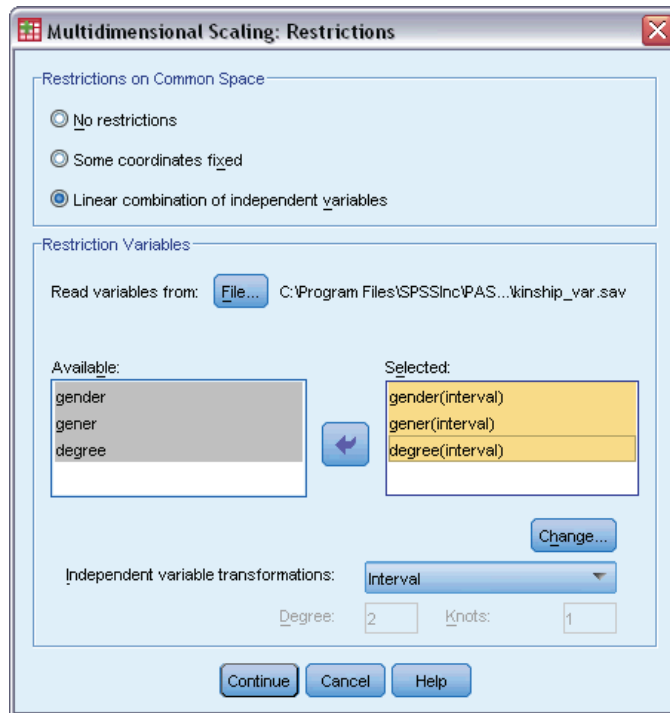 Multidimensional Scaling: Restrictions
Restrictions on Common Space
No restrictions
Some coordinates fixed
Linear combination of independent variables
Restriction Variables
Read variables from: File... C:\Program Files\SPSSInc\PAS...\kinship_var.sav
Available: Selected:
gender gender(interval)
gener gener(interval)
degree degree(interval)
Change...
Independent variable transformations: Interval
Degree: 2 Knots: 1
Continue Cancel Help